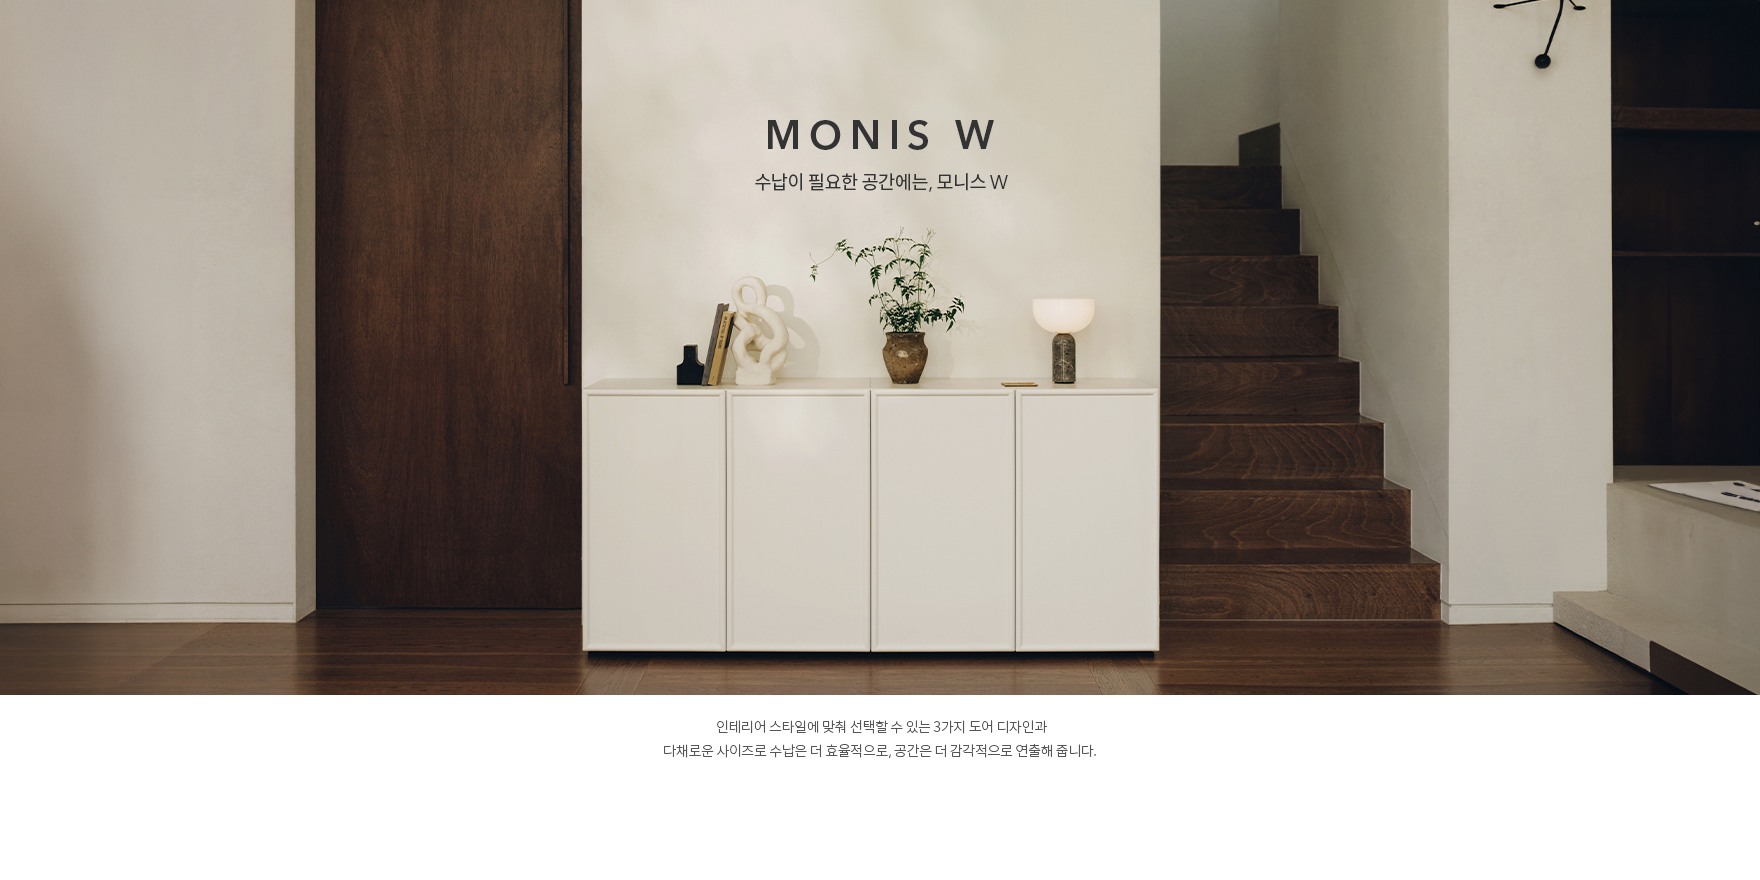 MONIS W
수납이 필요한 공간에는, 모니스 W
인테리어 스타일에 맞춰 선택할 수 있는 3가지 도어 디자인과
다채로운 사이즈로 수납은 더 효율적으로, 공간은 더 감각적으로 연출해 줍니다.